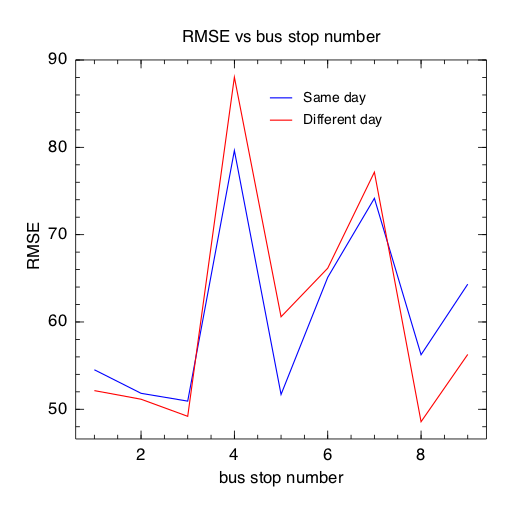 RMSE vs bus stop number
90
80
70
60
50
RMSE
Same day
Different day
2 4 6 8
bus stop number